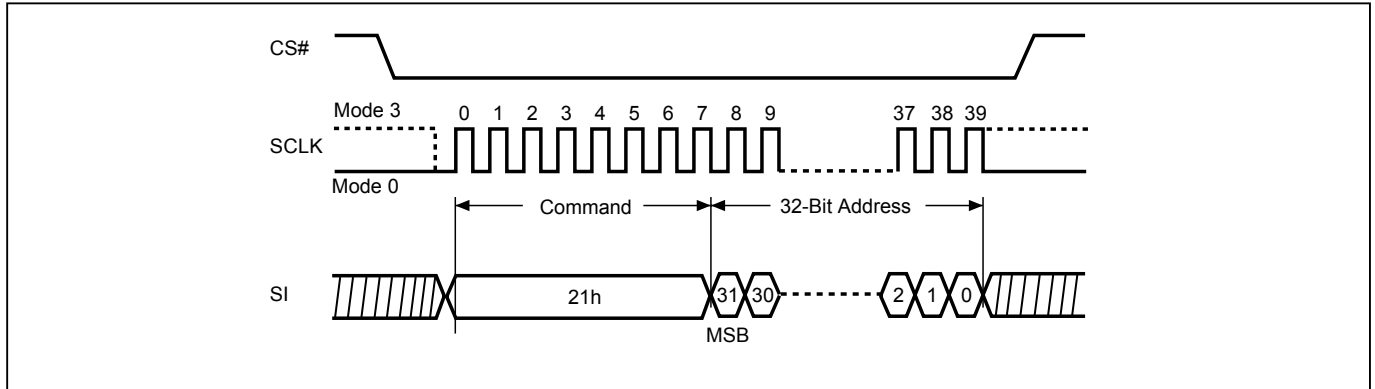 CS#
Mode 3
0 1 2 3 4 5 6 7 8 9 37 38 39
SCLK
Mode 0
Command 32-Bit Address
SI 21h 31 30 2 1 0
MSB